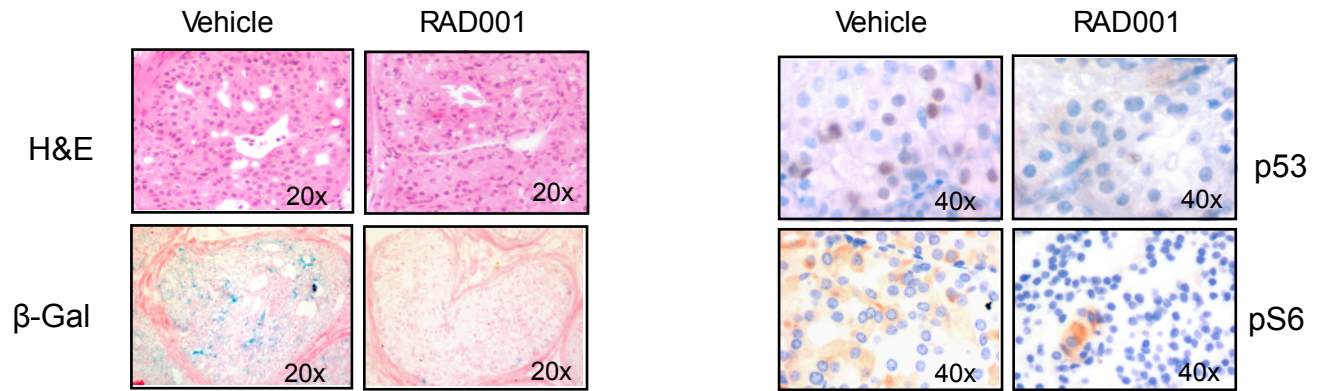 Vehicle RAD001 Vehicle RAD001
H&E 20x 20x 40x 40x p53
β-Gal 20x 20x 40x 40x pS6